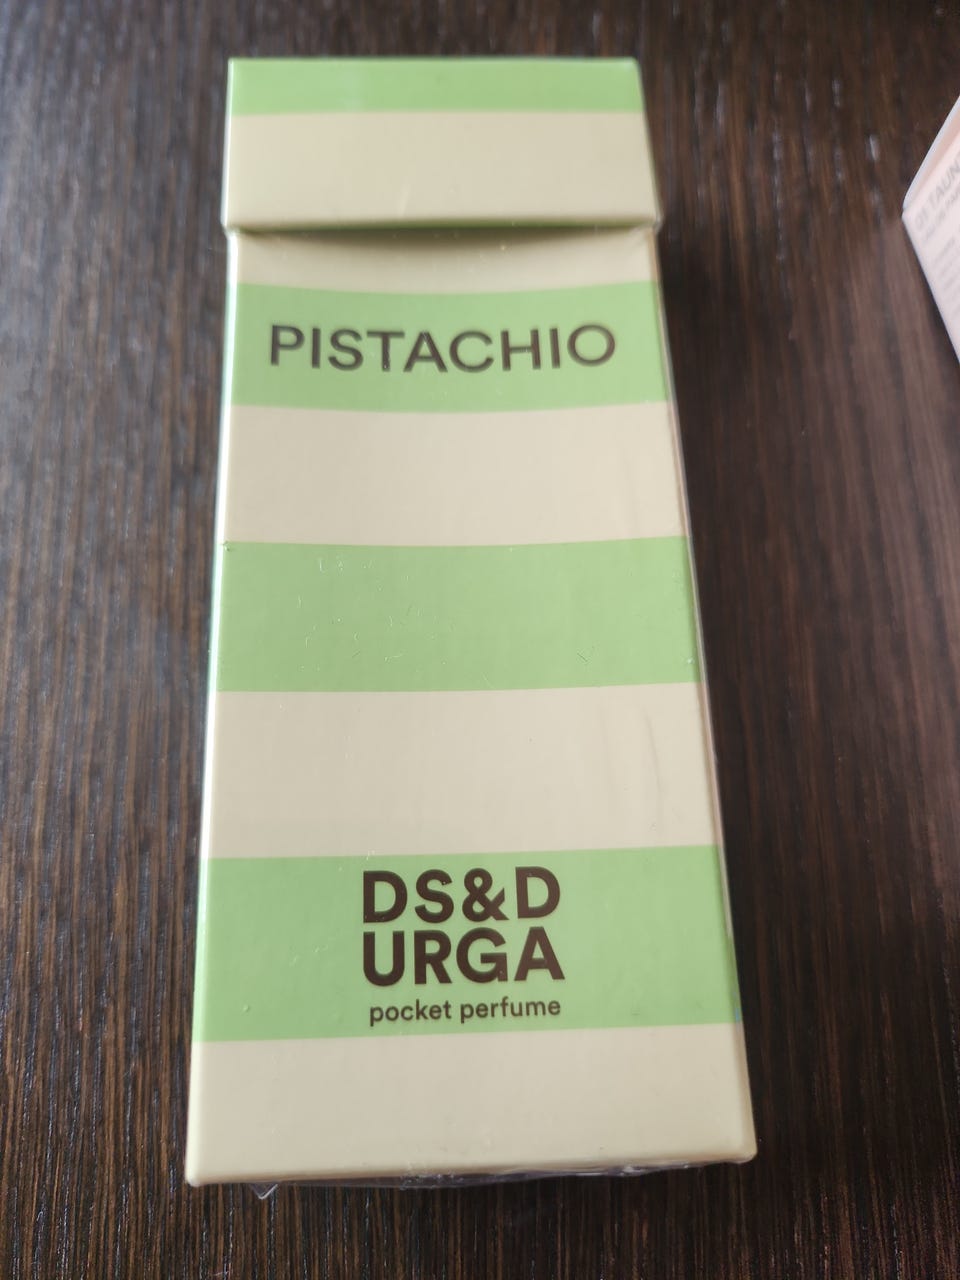 PISTACHIO
DS&D
URGA
pocket perfume